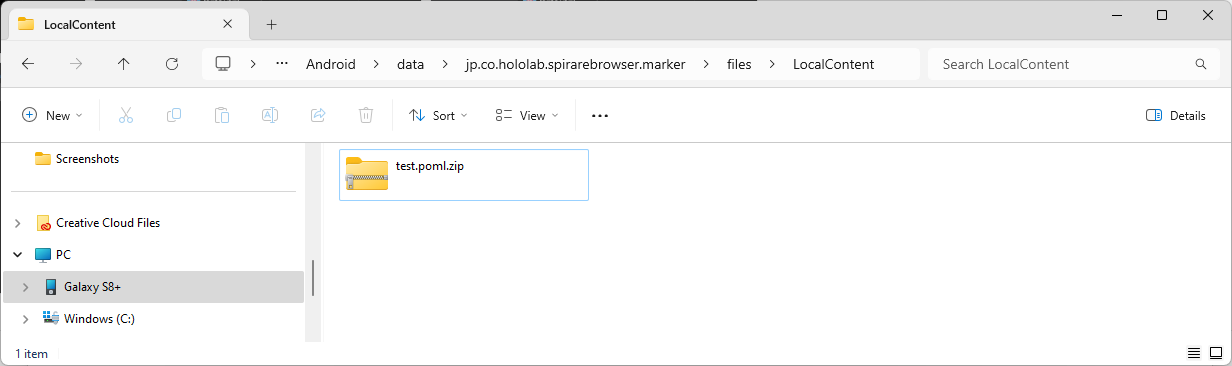 LocalContent
Android data jp.co.hololab.spirarebrowser.marker files LocalContent
Search LocalContent
New
Sort
View
Details
Screenshots
Creative Cloud Files
PC
Galaxy S8+
Windows (C:)
test.poml.zip
1 item